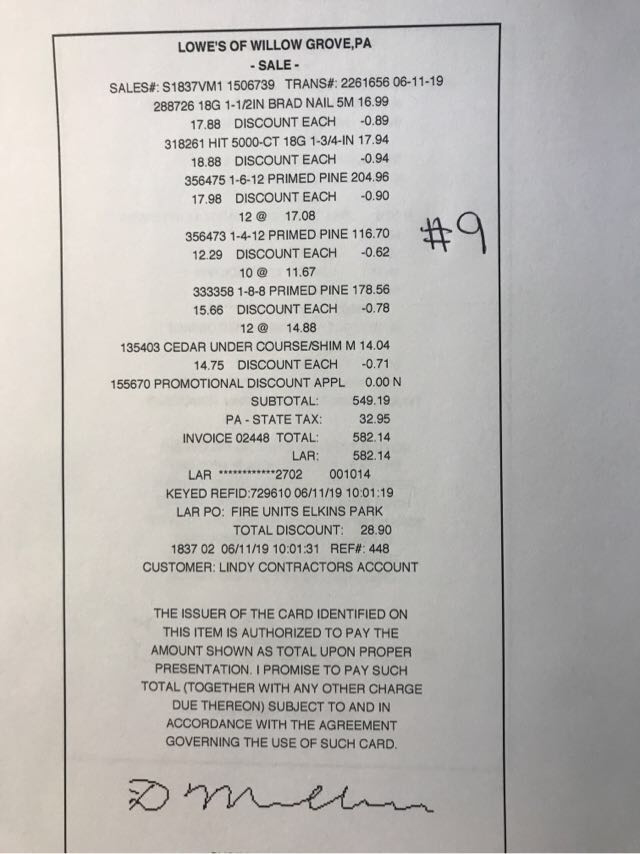 LOWE'S OF WILLOW GROVE,PA
- SALE -
SALES#: S1837VM1 1506739 TRANS#: 2261656 06-11-19
288726 18G 1-1/2IN BRAD NAIL 5M 16.99
17.88 DISCOUNT EACH -0.89
318261 HIT 5000-CT 18G 1-3/4-IN 17.94
18.88 DISCOUNT EACH -0.94
356475 1-6-12 PRIMED PINE 204.96
17.98 DISCOUNT EACH -0.90
12 @ 17.08
#9
356473 1-4-12 PRIMED PINE 116.70
12.29 DISCOUNT EACH -0.62
10 @ 11.67
333358 1-8-8 PRIMED PINE 178.56
15.66 DISCOUNT EACH -0.78
12 @ 14.88
135403 CEDAR UNDER COURSE/SHIM M 14.04
14.75 DISCOUNT EACH -0.71
155670 PROMOTIONAL DISCOUNT APPL 0.00 N
SUBTOTAL: 549.19
PA - STATE TAX: 32.95
INVOICE 02448 TOTAL: 582.14
LAR: 582.14
LAR ************2702 001014
KEYED REFID:729610 06/11/19 10:01:19
LAR PO: FIRE UNITS ELKINS PARK
TOTAL DISCOUNT: 28.90
1837 02 06/11/19 10:01:31 REF#: 448
CUSTOMER: LINDY CONTRACTORS ACCOUNT
THE ISSUER OF THE CARD IDENTIFIED ON
THIS ITEM IS AUTHORIZED TO PAY THE
AMOUNT SHOWN AS TOTAL UPON PROPER
PRESENTATION. I PROMISE TO PAY SUCH
TOTAL (TOGETHER WITH ANY OTHER CHARGE
DUE THEREON) SUBJECT TO AND IN
ACCORDANCE WITH THE AGREEMENT
GOVERNING THE USE OF SUCH CARD.